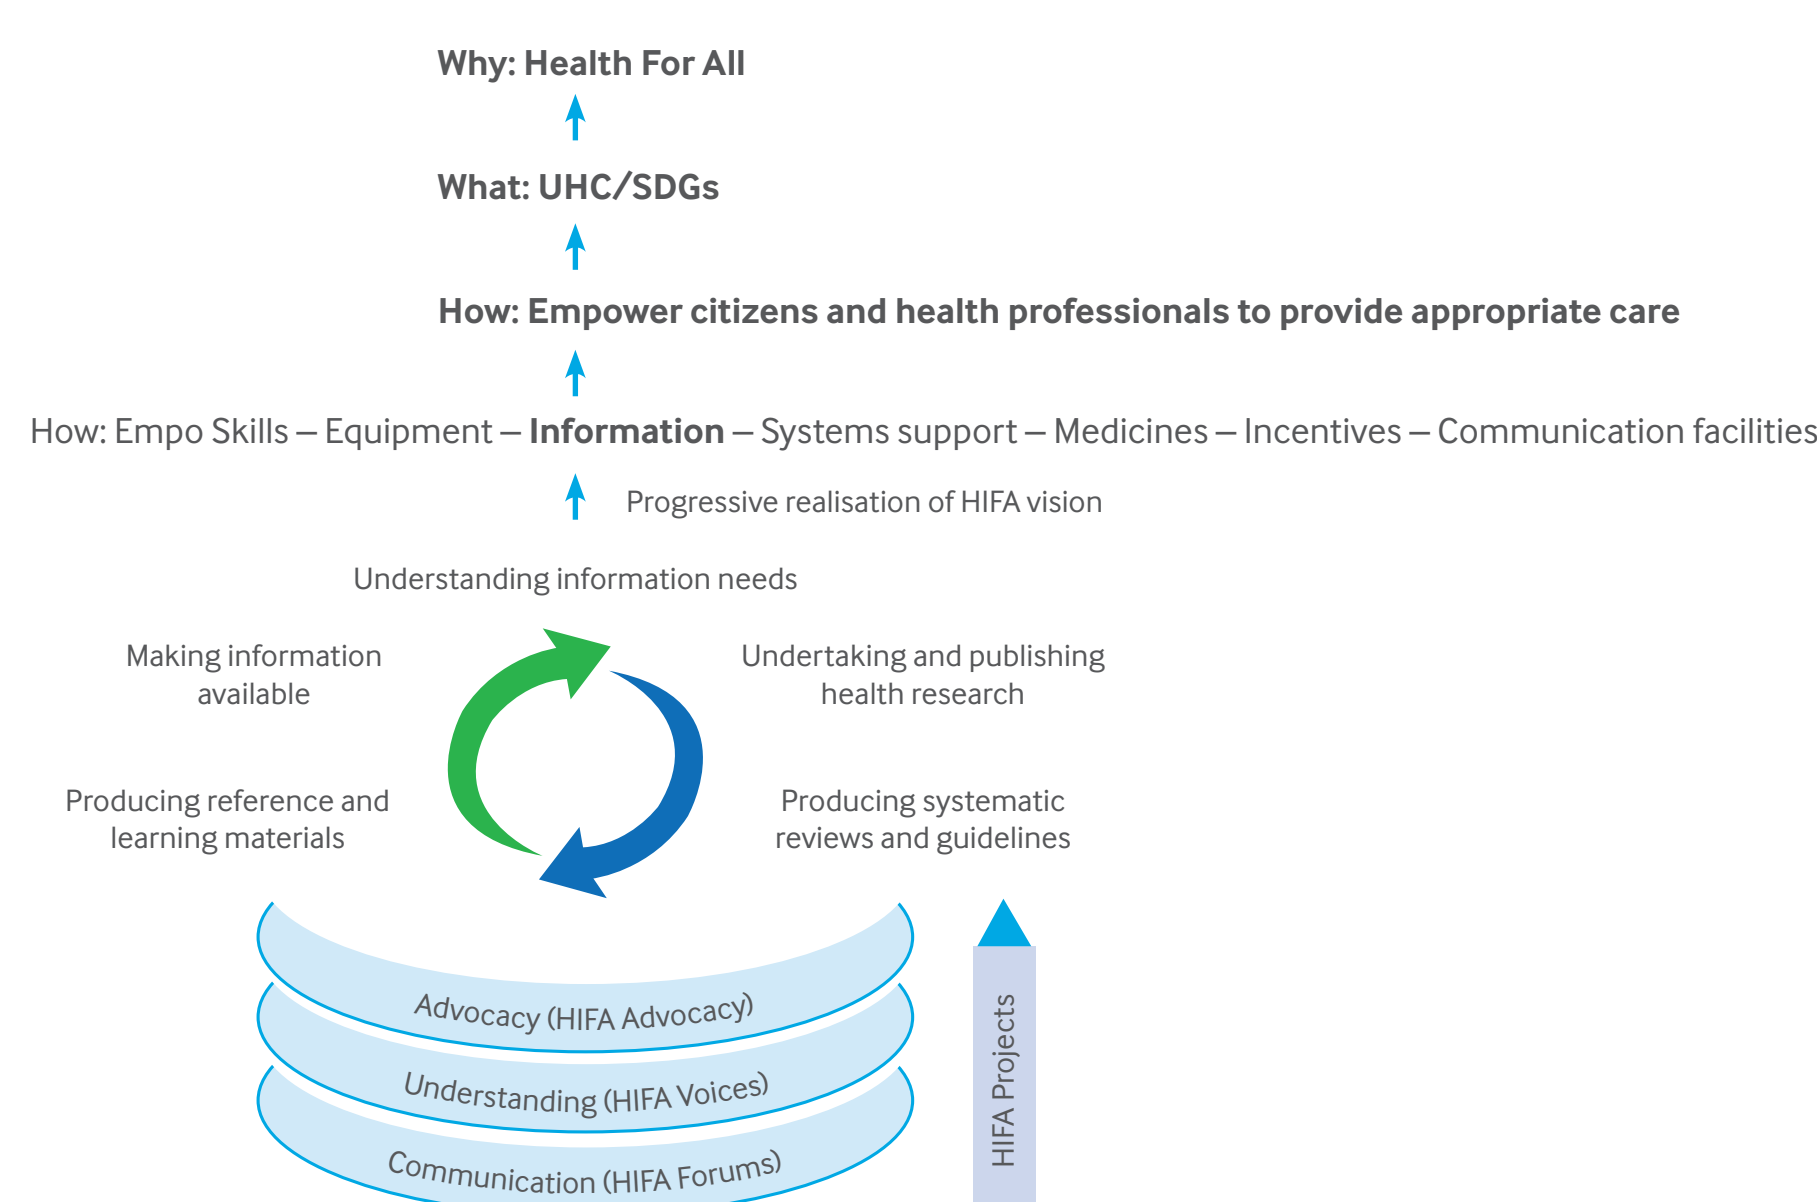 Why: Health For All
What: UHC/SDGs
How: Empower citizens and health professionals to provide appropriate care
How: Empo Skills – Equipment – Information – Systems support – Medicines – Incentives – Communication facilities
Progressive realisation of HIFA vision
Understanding information needs
Making information
available
Undertaking and publishing
health research
Producing reference and
learning materials
Producing systematic
reviews and guidelines
Advocacy (HIFA Advocacy)
Understanding (HIFA Voices)
Communication (HIFA Forums)
HIFA Projects